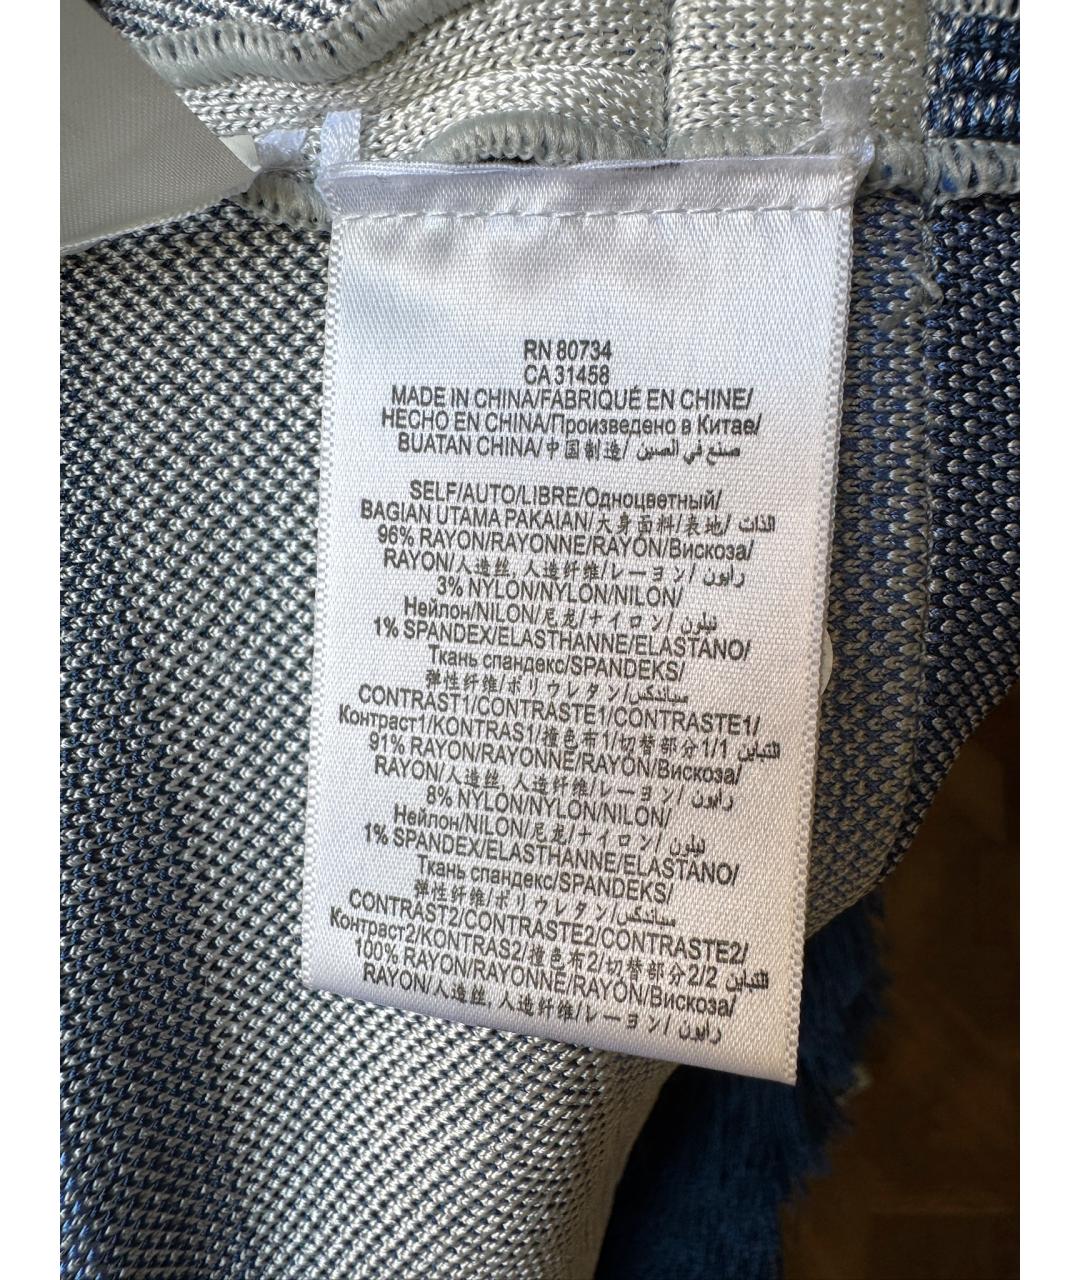 RN 80734
CA 31458
MADE IN CHINA/FABRIQUÉ EN CHINE/
HECHO EN CHINA/Произведено в Китае/
BUATAN CHINA/中国制造/ صنع في الصين
SELF/AUTO/LIBRE/Одноцветный/
BAGIAN UTAMA PAKAIAN/大身面料/表地/ الذات
96% RAYON/RAYONNE/RAYON/Вискоза/
RAYON/人造丝, 人造纤维/レーヨン/ رايون
3% NYLON/NYLON/NILON/
Нейлон/NILON/尼龙/ナイロン/ نيلون
1% SPANDEX/ELASTHANNE/ELASTANO/
Ткань спандекс/SPANDEKS/
弹性纤维/ポリウレタン/سباندكس
CONTRAST1/CONTRASTE1/CONTRASTE1/
Контраст1/KONTRAS1/撞色布1/切替部分1/1 التباين
91% RAYON/RAYONNE/RAYON/Вискоза/
RAYON/人造丝, 人造纤维/レーヨン/ رايون
8% NYLON/NYLON/NILON/
Нейлон/NILON/尼龙/ナイロン/ نيلون
1% SPANDEX/ELASTHANNE/ELASTANO/
Ткань спандекс/SPANDEKS/
弹性纤维/ポリウレタン/سباندكس
CONTRAST2/CONTRASTE2/CONTRASTE2/
Контраст2/KONTRAS2/撞色布2/切替部分2/2 التباين
100% RAYON/RAYONNE/RAYON/Вискоза/
RAYON/人造丝, 人造纤维/レーヨン/ رايون